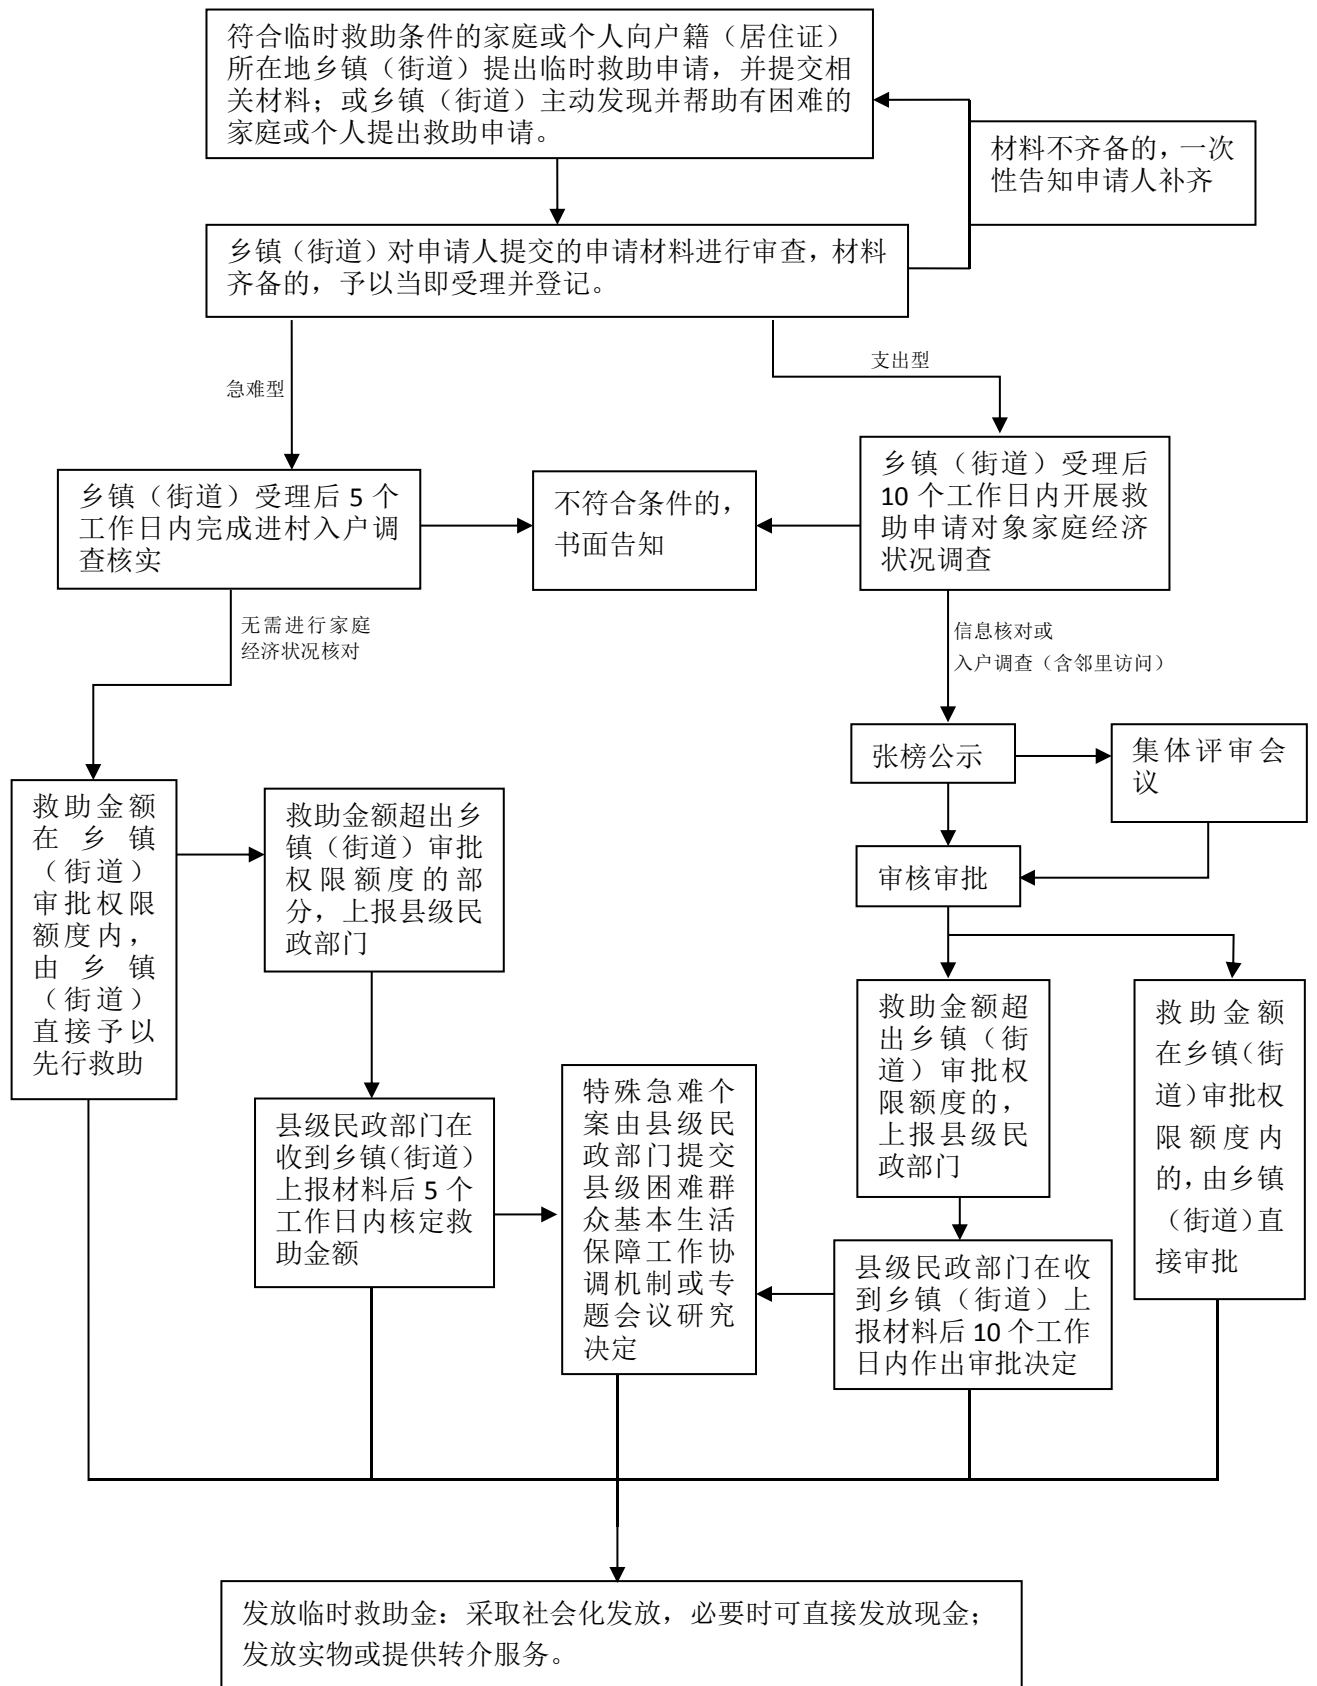 符合临时救助条件的家庭或个人向户籍（居住证）
所在地乡镇（街道）提出临时救助申请，并提交相
关材料；或乡镇（街道）主动发现并帮助有困难的
家庭或个人提出救助申请。
材料不齐备的，一次
性告知申请人补齐
乡镇（街道）对申请人提交的申请材料进行审查，材料
齐备的，予以当即受理并登记。
急难型
支出型
乡镇（街道）受理后 5 个
工作日内完成进村入户调
查核实
不符合条件的，
书面告知
乡镇（街道）受理后
10 个工作日内开展救
助申请对象家庭经济
状况调查
无需进行家庭
经济状况核对
信息核对或
入户调查（含邻里访问）
张榜公示
集体评审会
议
审核审批
救助金额
在乡镇
（街道）
审批权限
额度内，
由乡镇
（街道）
直接予以
先行救助
救助金额超出乡
镇（街道）审批
权限额度的部
分，上报县级民
政部门
救助金额超
出乡镇（街
道）审批权
限额度的，
上报县级民
政部门
救助金额
在乡镇（街
道）审批权
限额度内
的，由乡镇
（街道）直
接审批
县级民政部门在
收到乡镇（街道）
上报材料后 5 个
工作日内核定救
助金额
特殊急难个
案由县级民
政部门提交
县级困难群
众基本生活
保障工作协
调机制或专
题会议研究
决定
县级民政部门在收
到乡镇（街道）上
报材料后 10 个工作
日内作出审批决定
发放临时救助金：采取社会化发放，必要时可直接发放现金；
发放实物或提供转介服务。